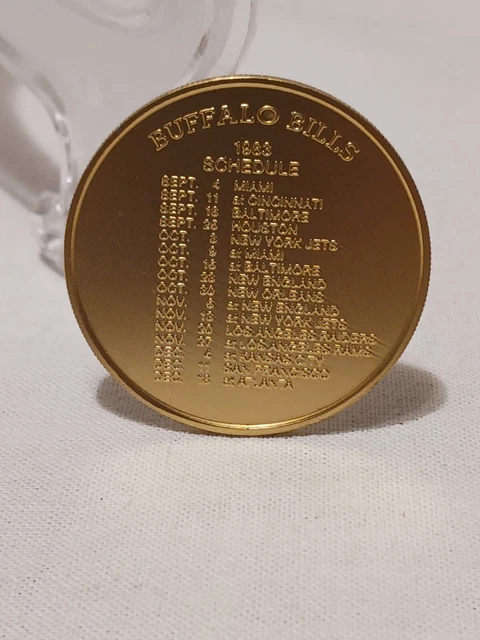 BUFFALO BILLS
1983
SCHEDULE
SEPT. 4 MIAMI
SEPT. 11 at CINCINNATI
SEPT. 18 BALTIMORE
SEPT. 25 HOUSTON
OCT. 3 NEW YORK JETS
OCT. 9 at MIAMI
OCT. 16 at BALTIMORE
OCT. 23 NEW ENGLAND
OCT. 30 NEW ORLEANS
NOV. 6 at NEW ENGLAND
NOV. 13 at NEW YORK JETS
NOV. 20 LOS ANGELES RAIDERS
NOV. 27 at LOS ANGELES RAMS
DEC. 4 at KANSAS CITY
DEC. 11 SAN FRANCISCO
DEC. 18 at ATLANTA